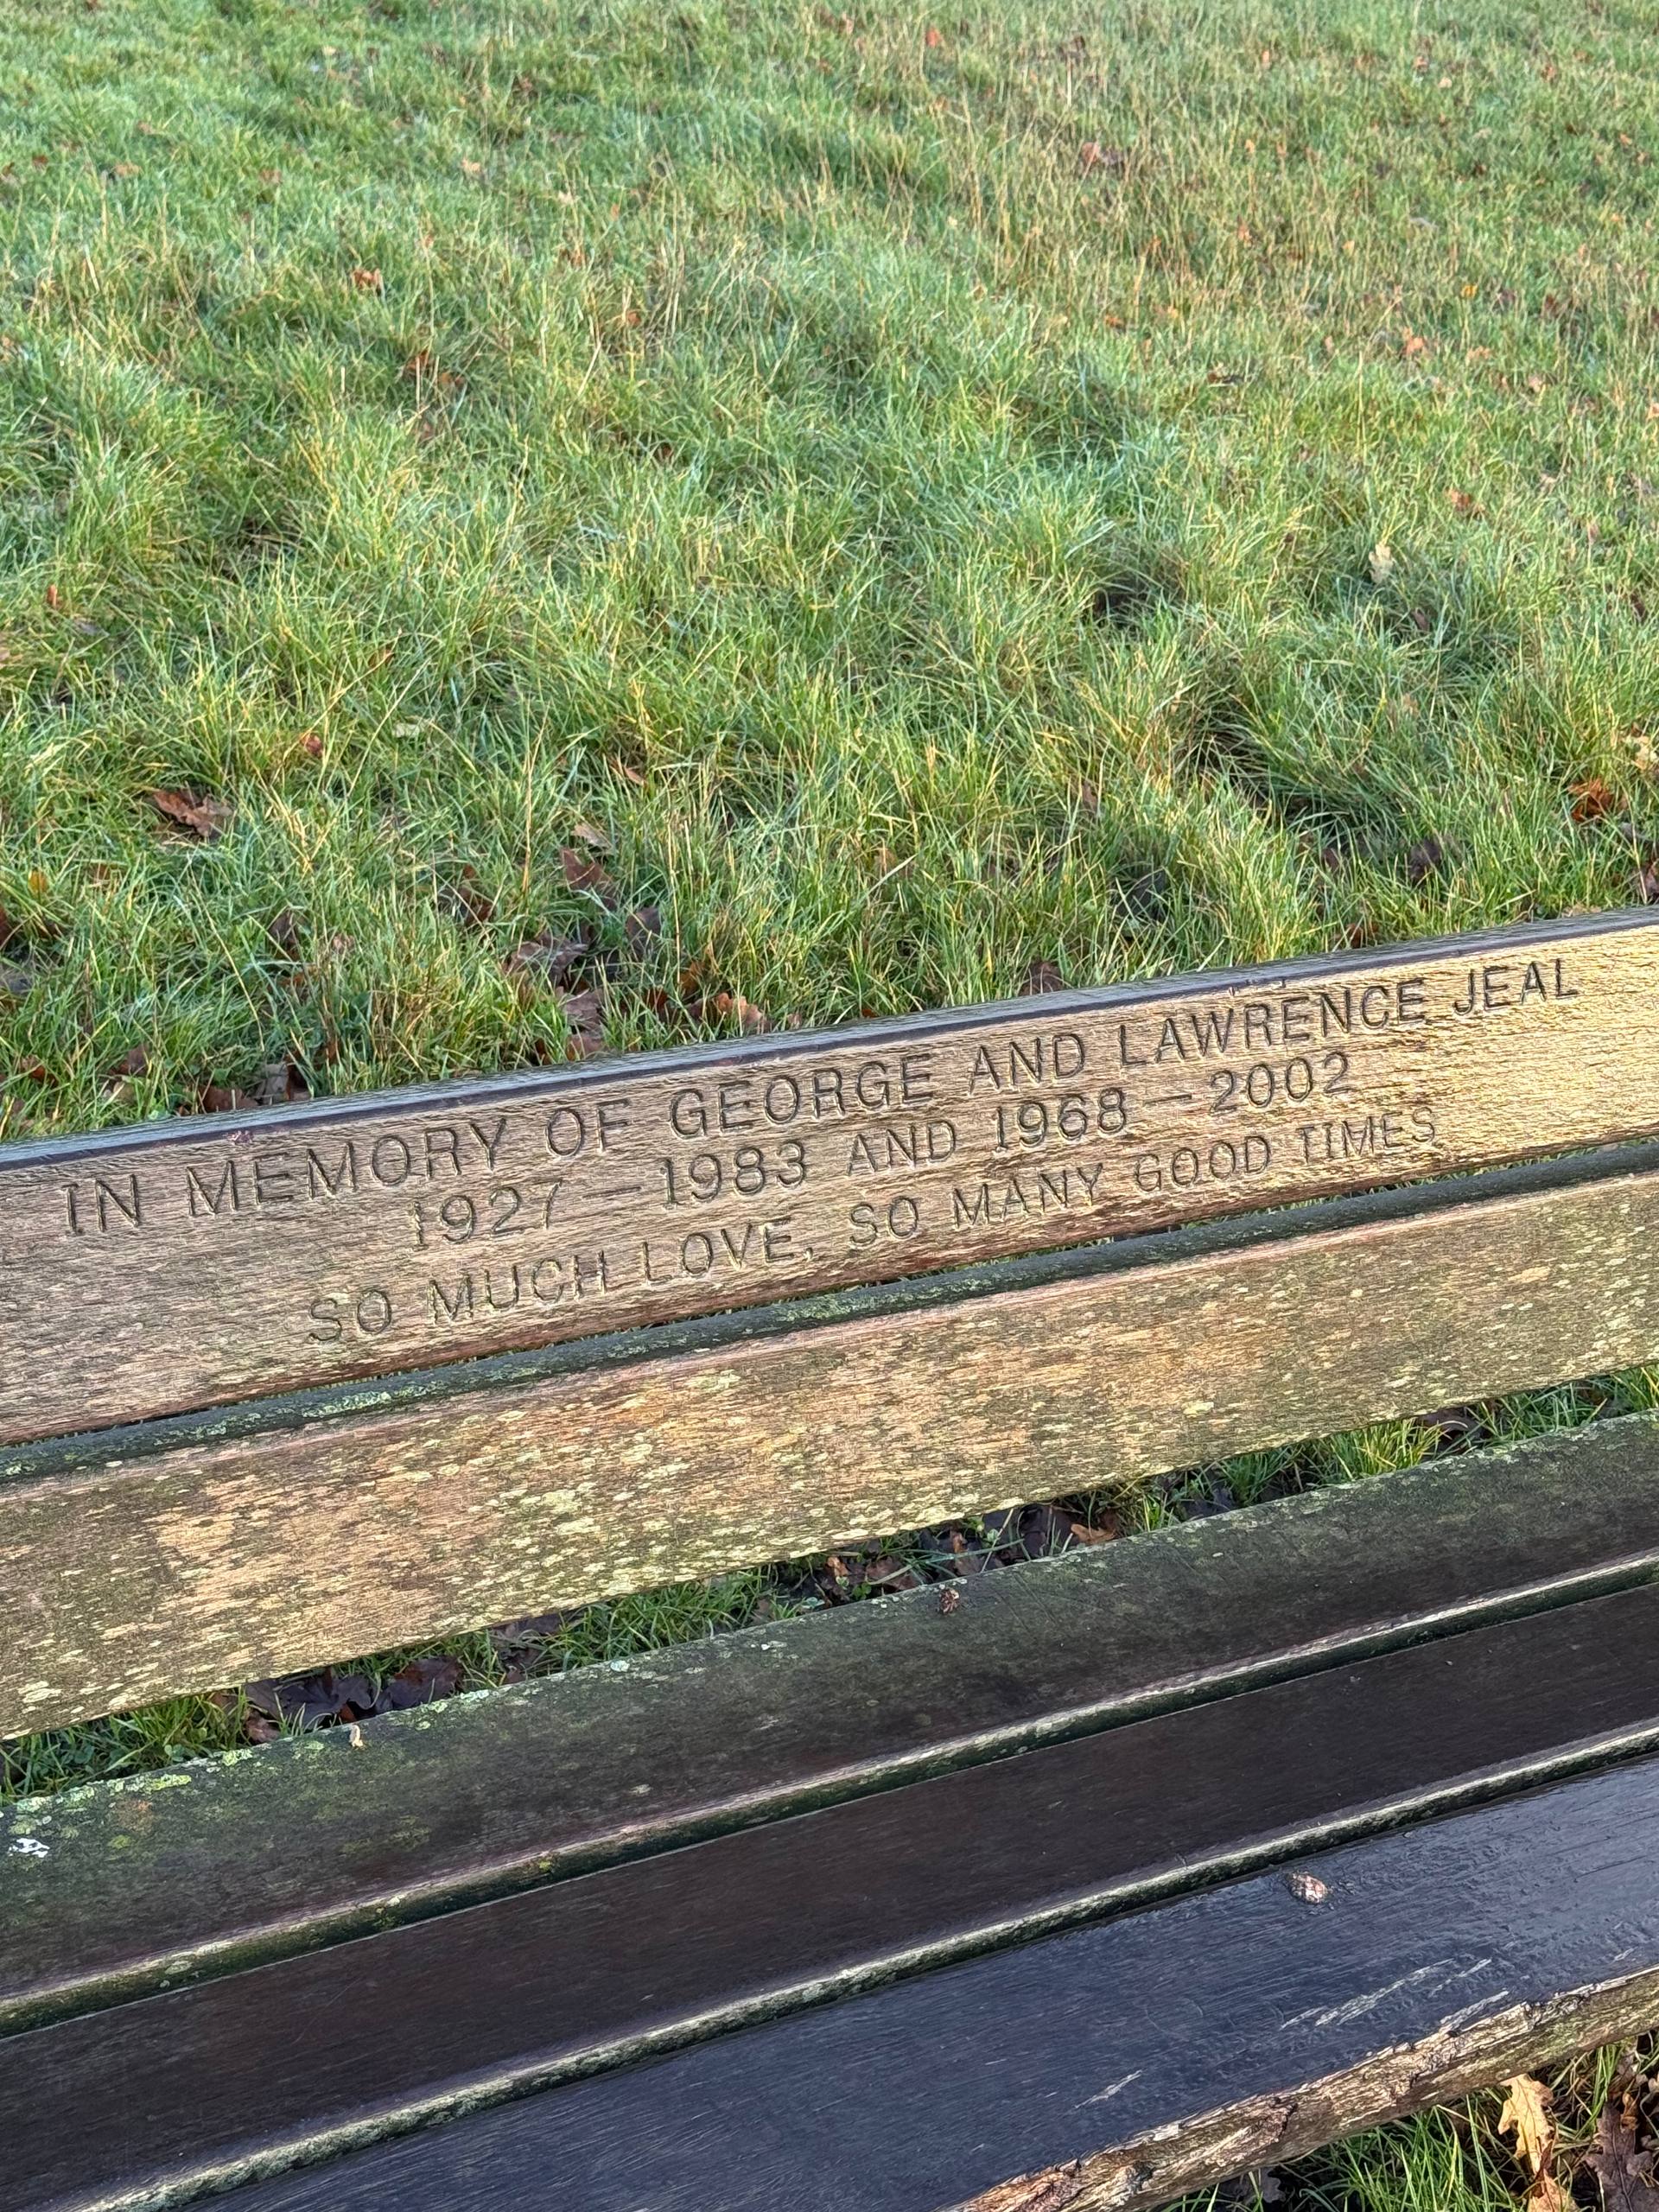 IN MEMORY OF GEORGE AND LAWRENCE JEAL
1927 – 1983 AND 1968 – 2002
SO MUCH LOVE, SO MANY GOOD TIMES